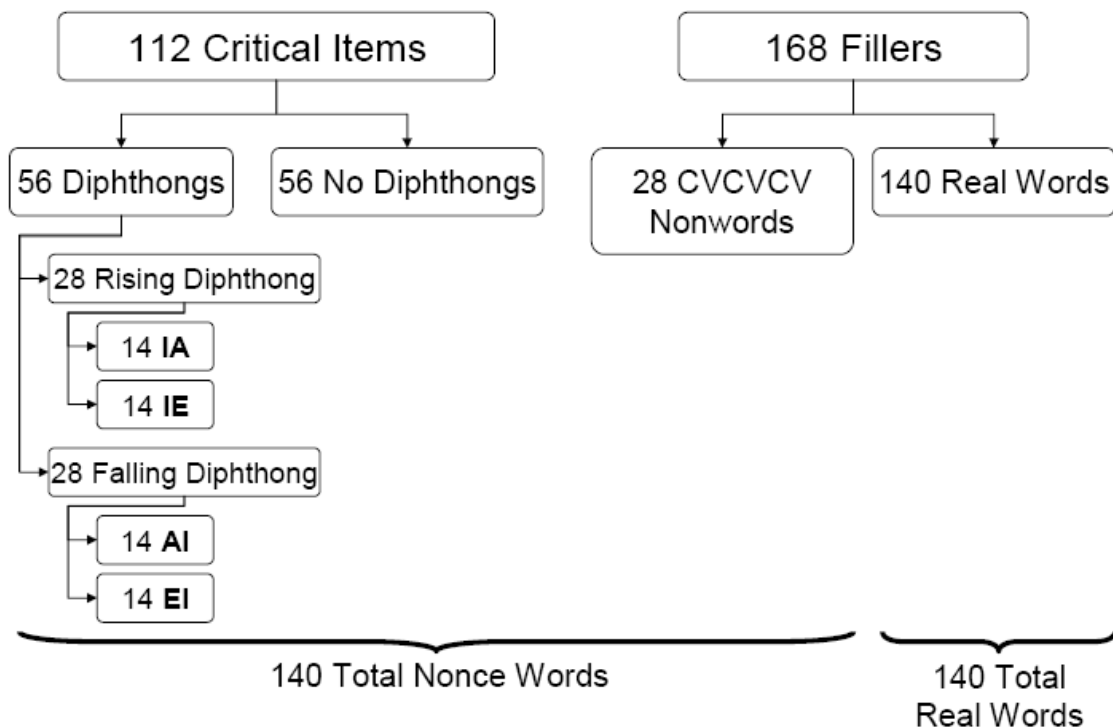 112 Critical Items
168 Fillers
56 Diphthongs
56 No Diphthongs
28 CVCVCV
Nonwords
140 Real Words
28 Rising Diphthong
14 IA
14 IE
28 Falling Diphthong
14 AI
14 EI
140 Total Nonce Words
140 Total
Real Words